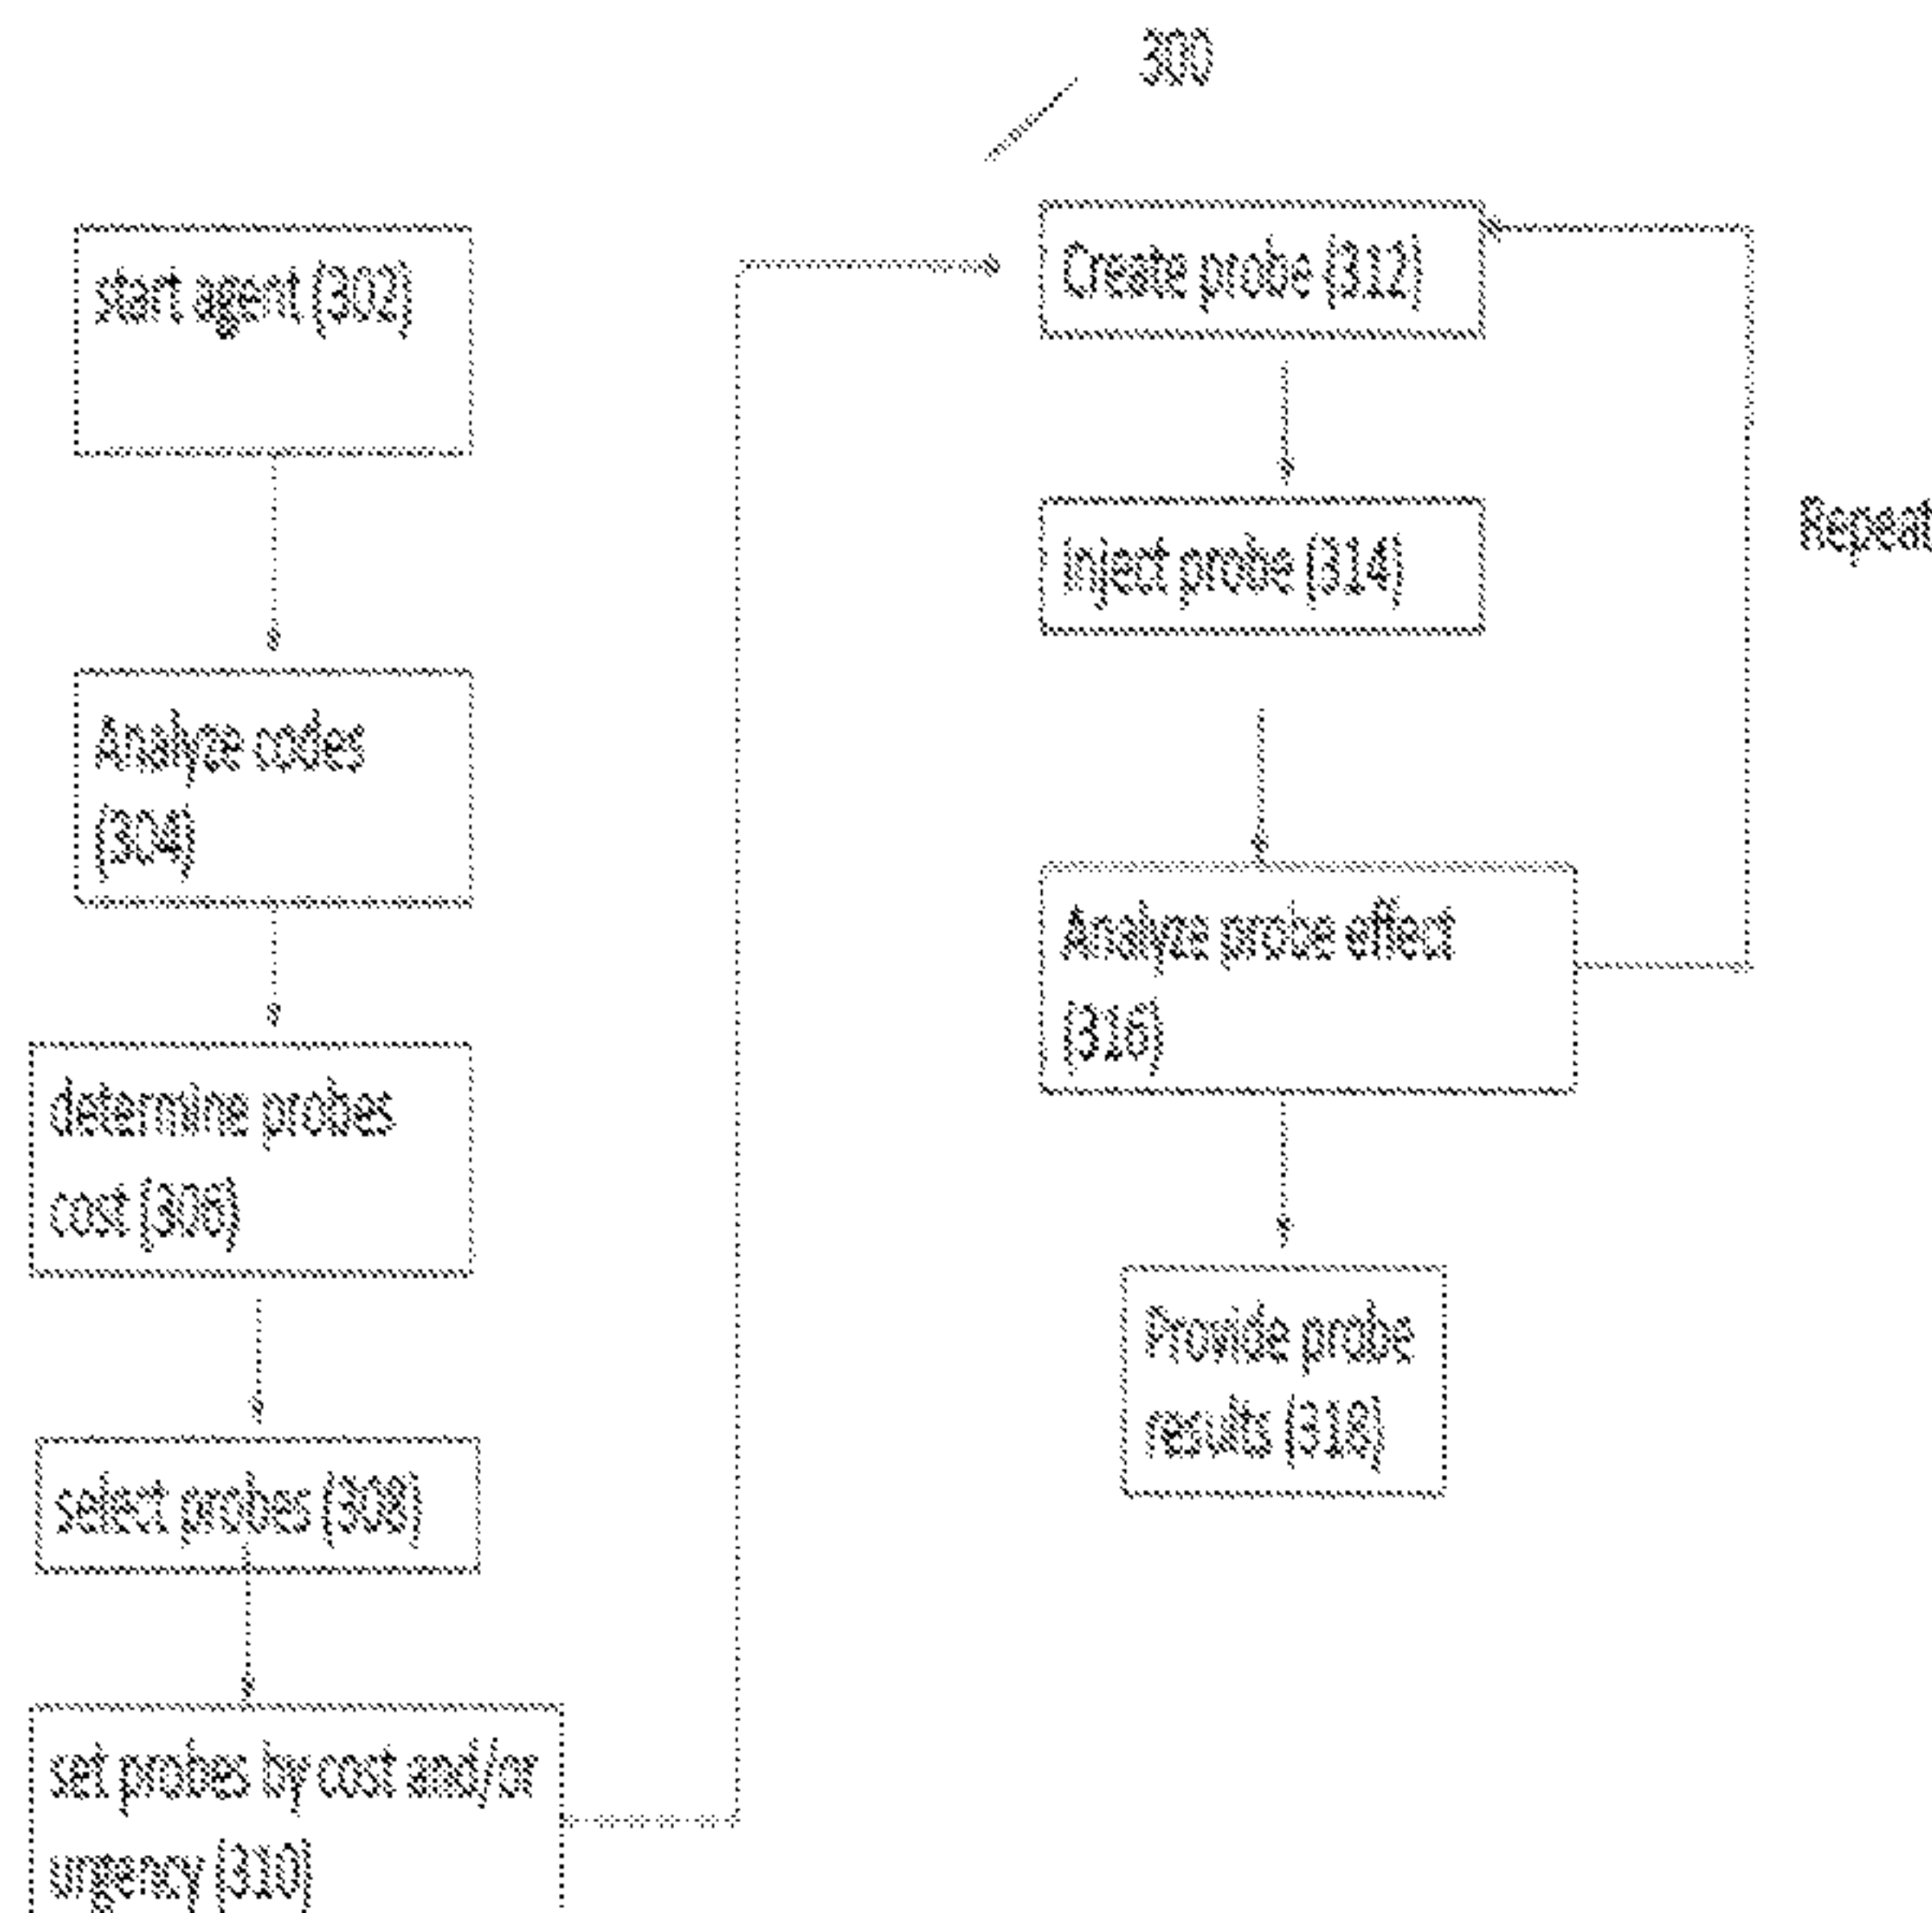 300
start agent (302)
Analyze codes
(304)
determine probes
cost (306)
select probes (308)
set probes by cost and/or
urgency (310)
Create probe (312)
inject probe (314)
Analyze probe effect
(316)
Provide probe
results (318)
Repeat